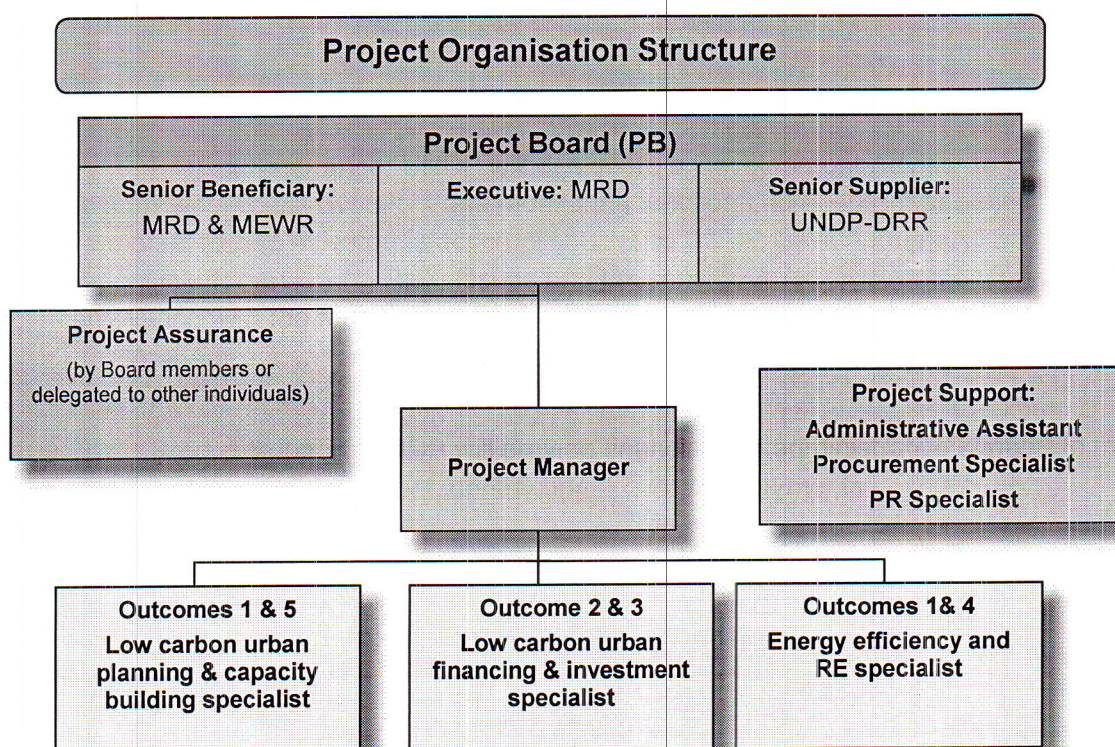 Project Organisation Structure
Project Board (PB)
Senior Beneficiary:
MRD & MEWR
Executive: MRD
Senior Supplier:
UNDP-DRR
Project Assurance
(by Board members or
delegated to other individuals)
Project Manager
Project Support:
Administrative Assistant
Procurement Specialist
PR Specialist
Outcomes 1 & 5
Low carbon urban
planning & capacity
building specialist
Outcome 2 & 3
Low carbon urban
financing & investment
specialist
Outcomes 1& 4
Energy efficiency and
RE specialist